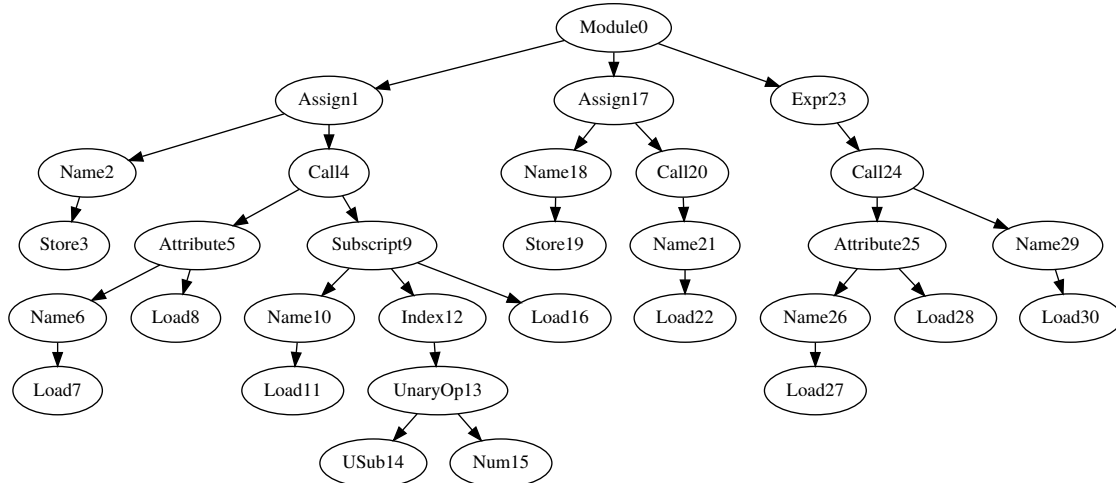 Module0
Assign1
Assign17
Expr23
Name2
Call4
Name18
Call20
Call24
Store3
Attribute5
Subscript9
Store19
Name21
Attribute25
Name29
Name6
Load8
Name10
Index12
Load16
Load22
Name26
Load28
Load30
Load7
Load11
UnaryOp13
Load27
USub14
Num15